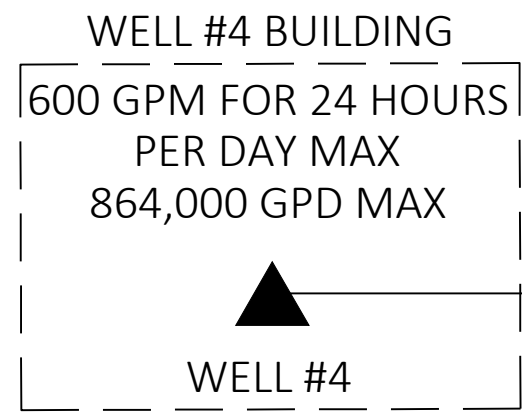 WELL #4 BUILDING
600 GPM FOR 24 HOURS
PER DAY MAX
864,000 GPD MAX
WELL #4